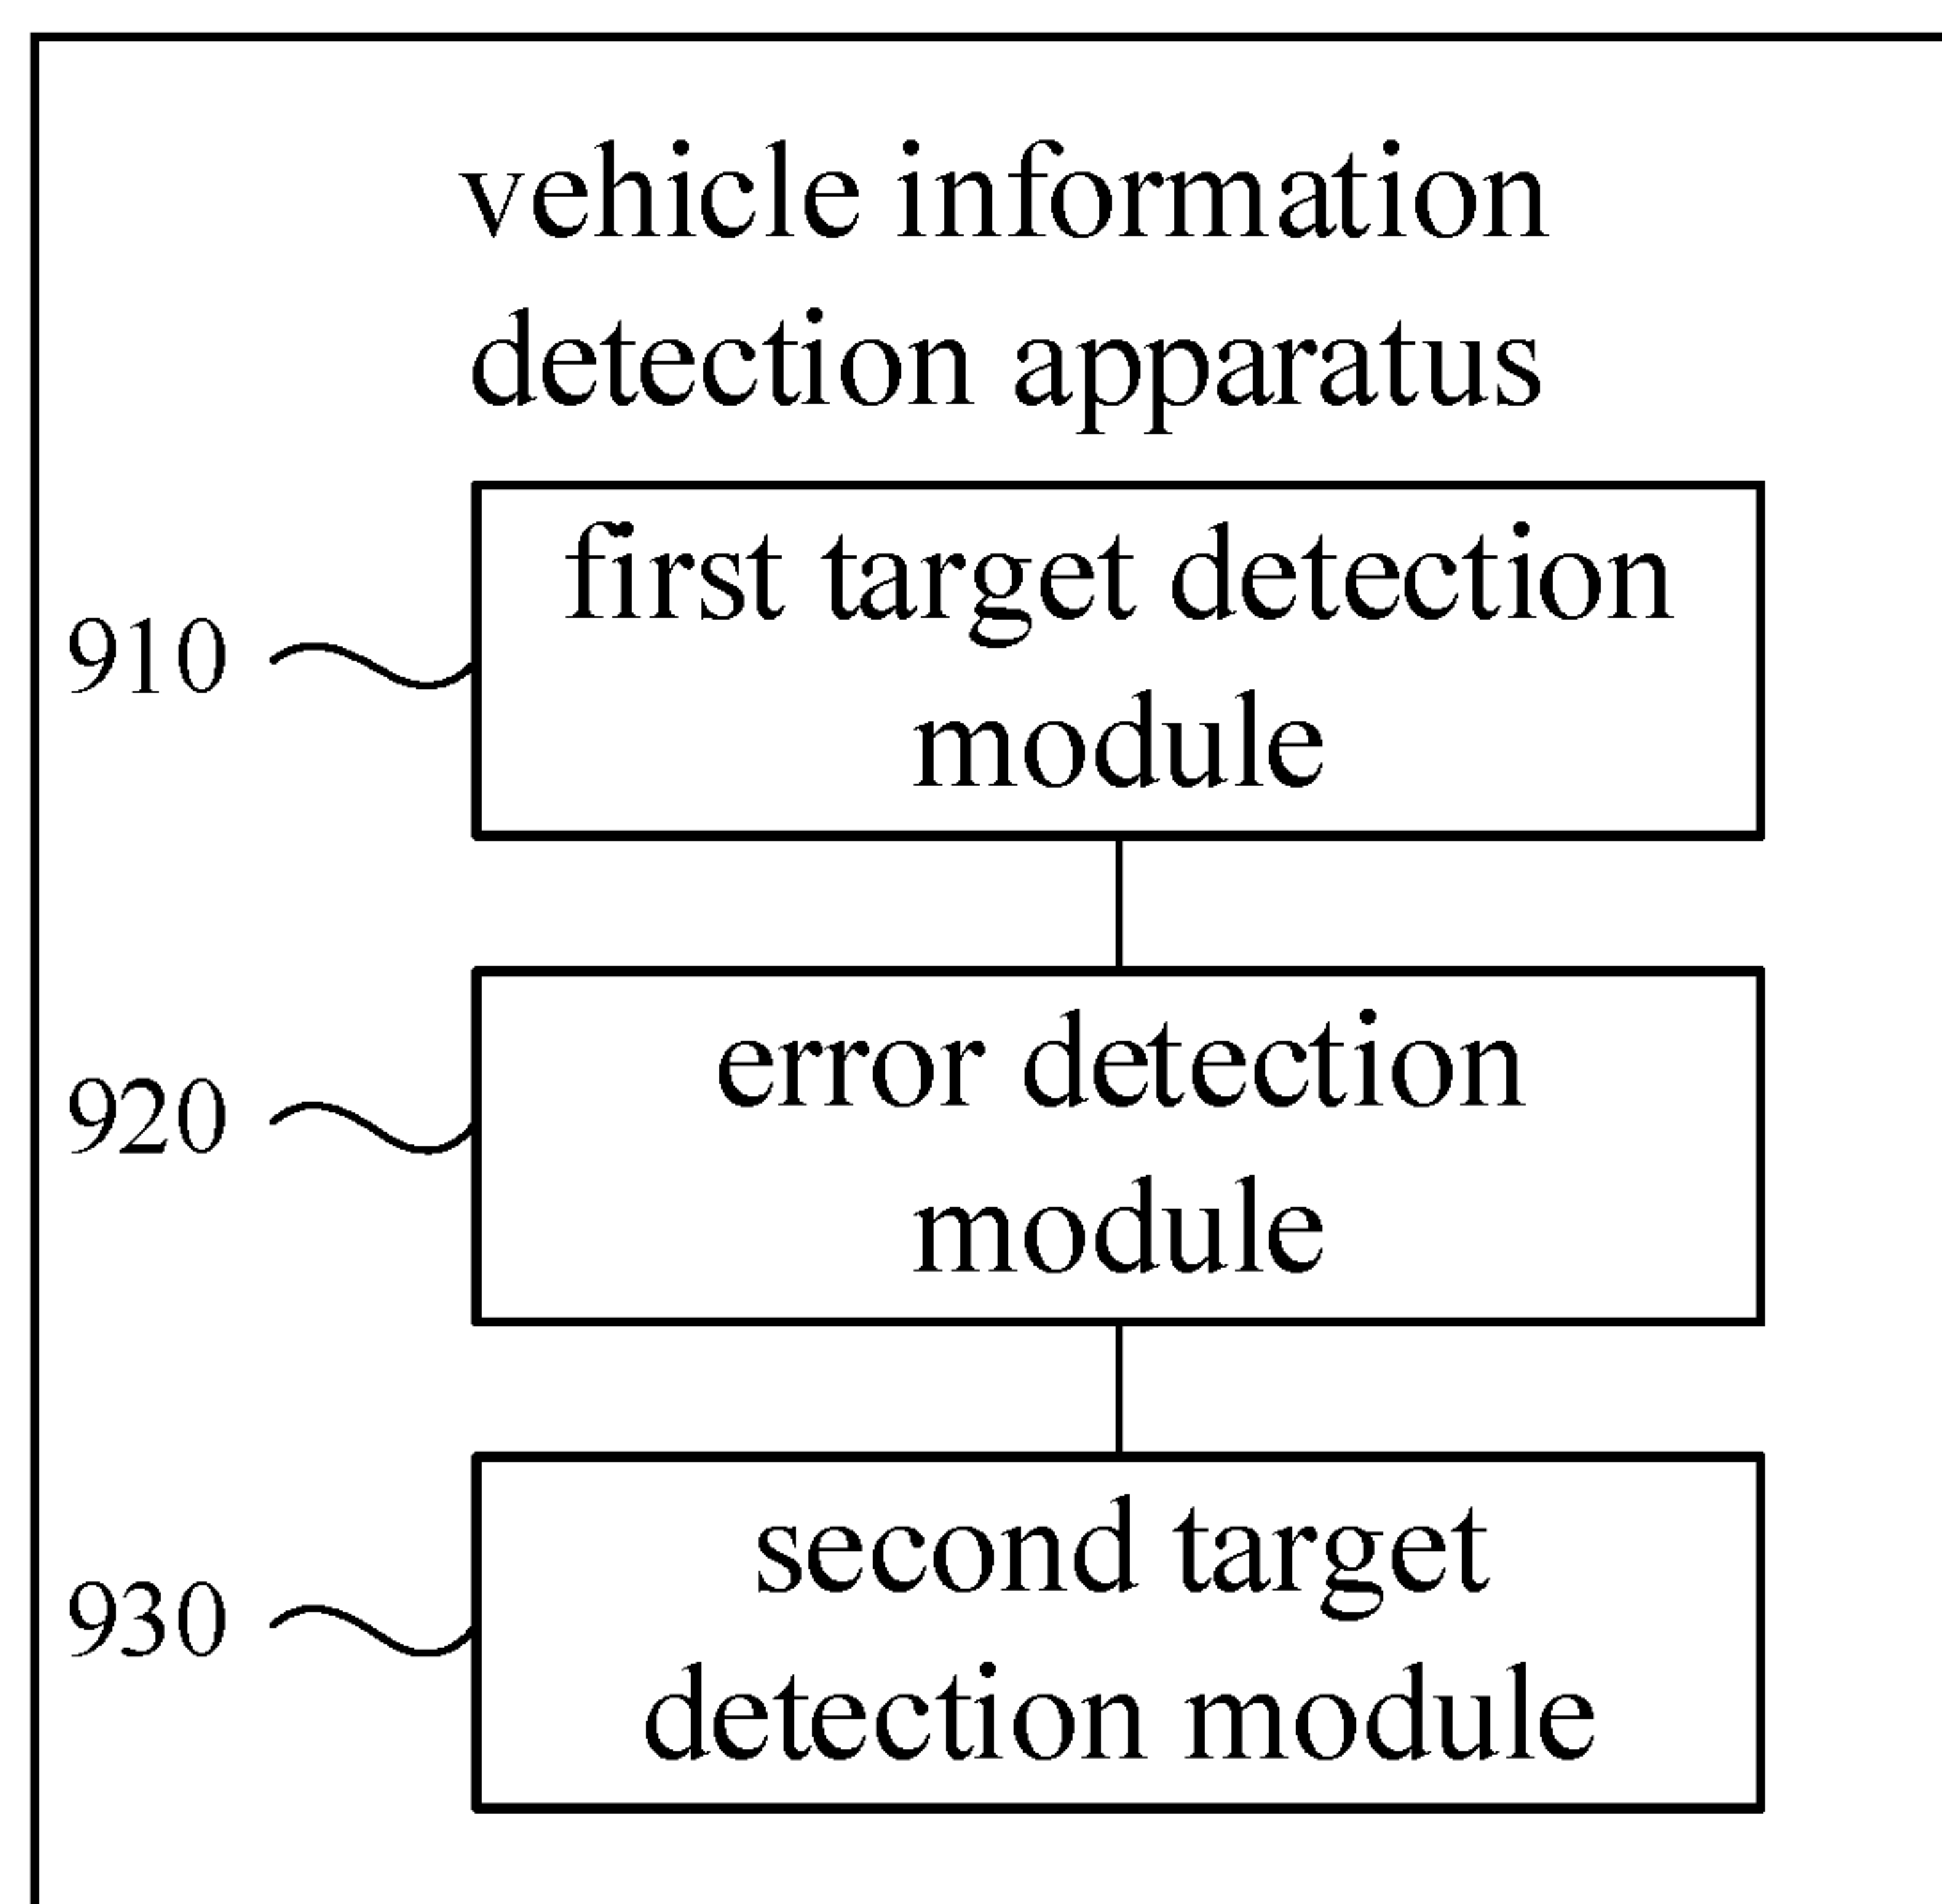 vehicle information
detection apparatus
910
first target detection
module
920
error detection
module
930
second target
detection module